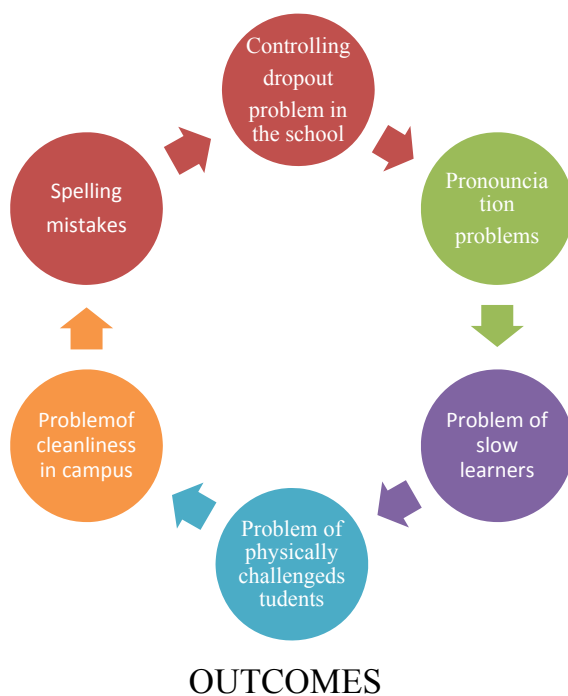 Controlling
dropout
problem in
the school
Pronouncia
tion
problems
Problem of
slow
learners
Problem of
physically
challengeds
tudents
Problemof
cleanliness
in campus
Spelling
mistakes
OUTCOMES